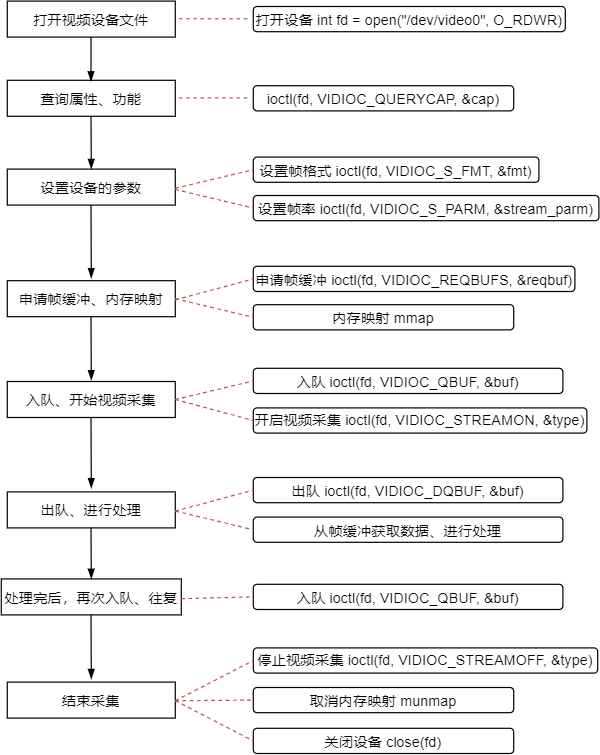 打开视频设备文件
打开设备 int fd = open("/dev/video0", O_RDWR)
查询属性、功能
ioctl(fd, VIDIOC_QUERYCAP, &cap)
设置设备的参数
设置帧格式 ioctl(fd, VIDIOC_S_FMT, &fmt)
设置帧率 ioctl(fd, VIDIOC_S_PARM, &stream_parm)
申请帧缓冲、内存映射
申请帧缓冲 ioctl(fd, VIDIOC_REQBUFS, &reqbuf)
内存映射 mmap
入队、开始视频采集
入队 ioctl(fd, VIDIOC_QBUF, &buf)
开启视频采集 ioctl(fd, VIDIOC_STREAMON, &type)
出队、进行处理
出队 ioctl(fd, VIDIOC_DQBUF, &buf)
从帧缓冲获取数据、进行处理
处理完后，再次入队、往复
入队 ioctl(fd, VIDIOC_QBUF, &buf)
结束采集
停止视频采集 ioctl(fd, VIDIOC_STREAMOFF, &type)
取消内存映射 munmap
关闭设备 close(fd)